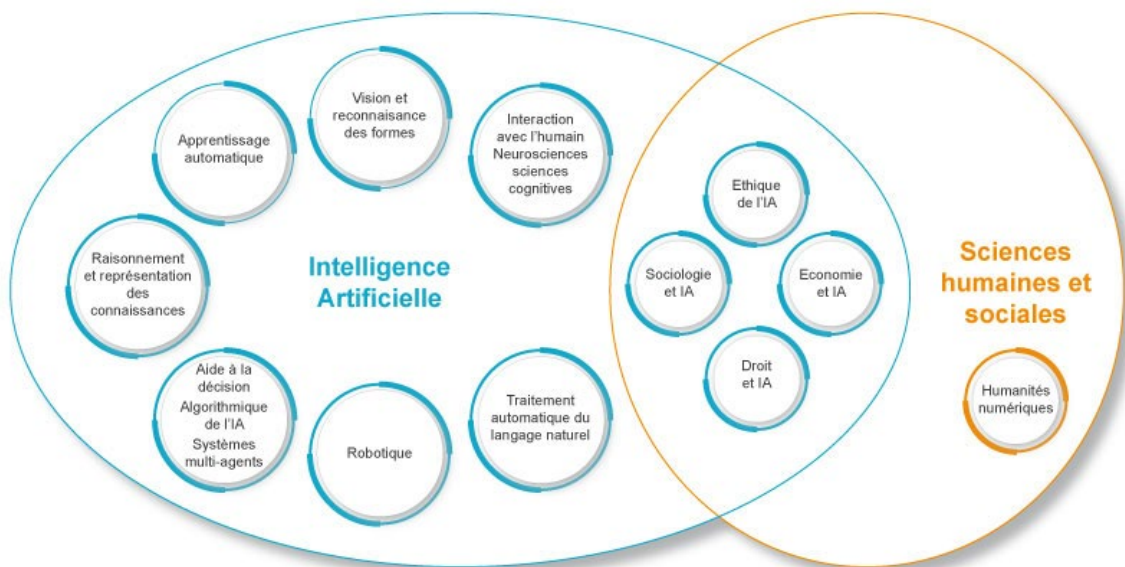 Vision et
reconnaisance
des formes
Apprentissage
automatique
Interaction
avec l'humain
Neurosciences
sciences
cognitives
Raisonnement
et représentation
des
connaissances
Intelligence
Artificielle
Aide à la
décision
Algorithmique
de l'IA
Systèmes
multi-agents
Robotique
Traitement
automatique du
langage naturel
Ethique
de l'IA
Sociologie
et IA
Economie
et IA
Droit
et IA
Sciences
humaines et
sociales
Humanités
numériques